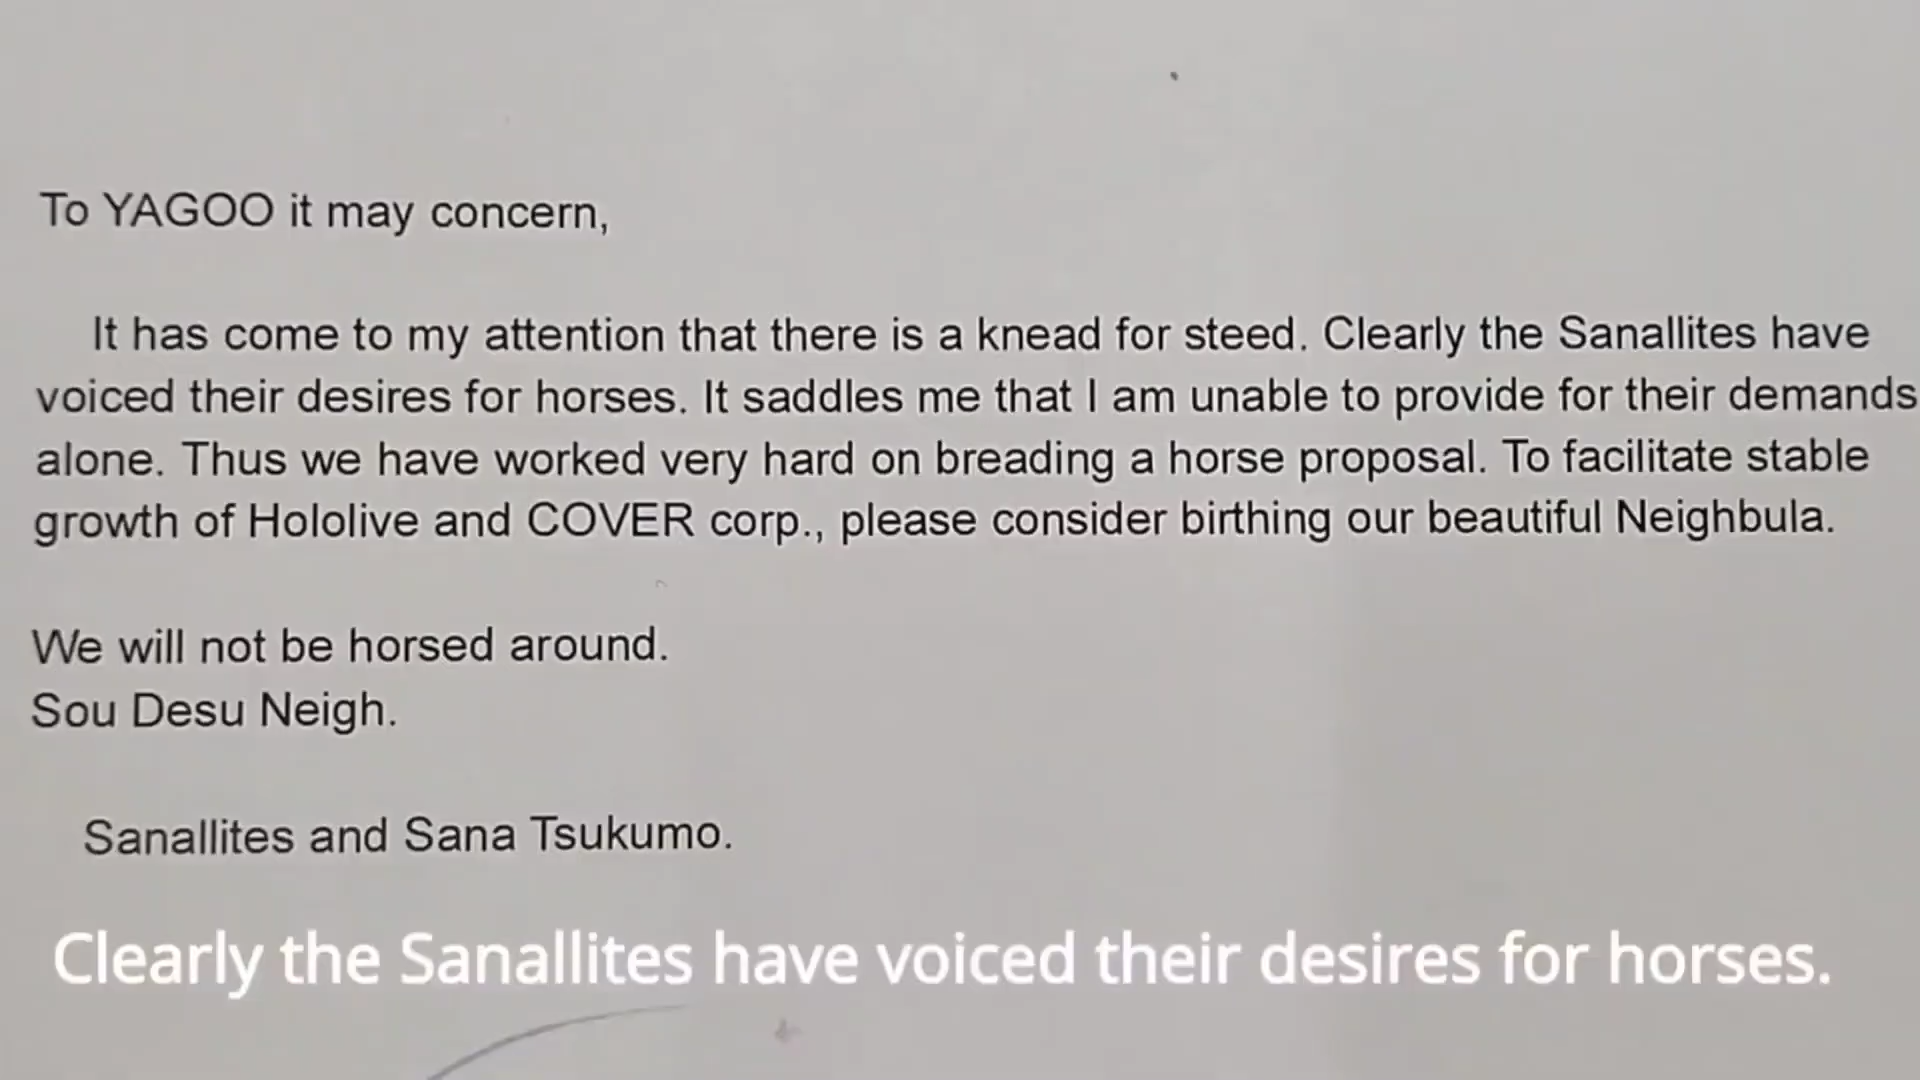 To YAGOO it may concern,
It has come to my attention that there is a knead for steed. Clearly the Sanallites have
voiced their desires for horses. It saddles me that I am unable to provide for their demands
alone. Thus we have worked very hard on breading a horse proposal. To facilitate stable
growth of Hololive and COVER corp., please consider birthing our beautiful Neighbula.
We will not be horsed around.
Sou Desu Neigh.
Sanallites and Sana Tsukumo.
Clearly the Sanallites have voiced their desires for horses.